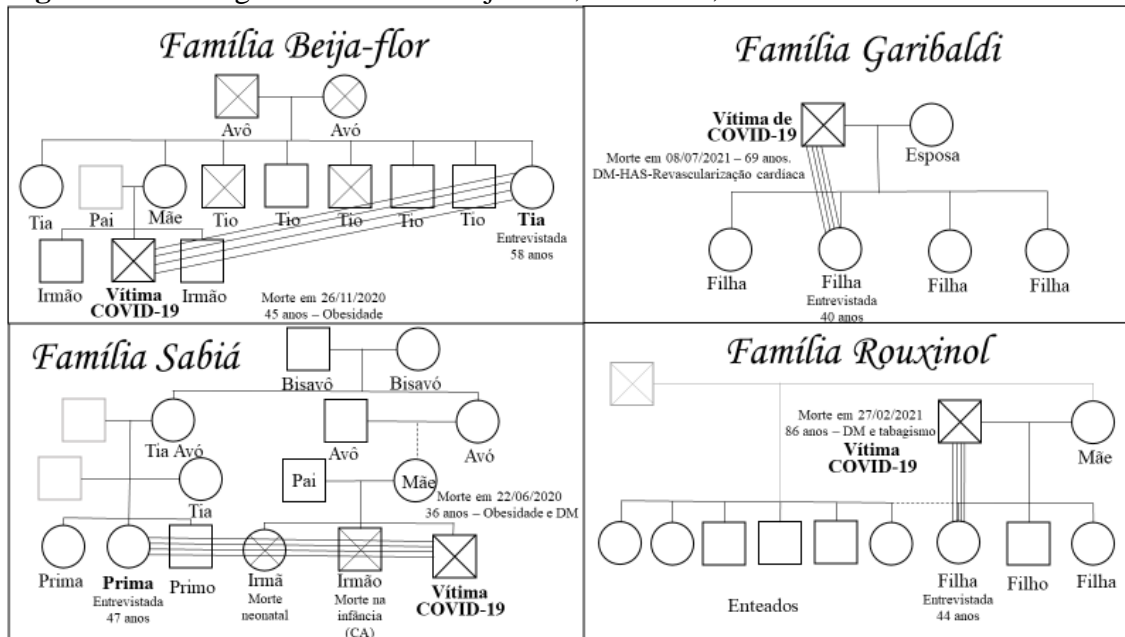 Família Beija-flor
Avô
Avó
Tia
Pai
Mãe
Tio
Tio
Tio
Tio
Tio
Tia
Entrevistada
58 anos
Irmão
Vítima
COVID-19
Irmão
Morte em 26/11/2020
45 anos – Obesidade
Família Garibaldi
Vítima de
COVID-19
Esposa
Morte em 08/07/2021 – 69 anos.
DM-HAS-Revascularização cardíaca
Filha
Filha
Entrevistada
40 anos
Filha
Filha
Família Sabiá
Bisavô
Bisavó
Tia Avó
Avô
Avó
Tia
Pai
Mãe
Morte em 22/06/2020
36 anos – Obesidade e DM
Prima
Prima
Entrevistada
47 anos
Primo
Irmã
Morte
neonatal
Irmão
Morte na
infância
(CA)
Vítima
COVID-19
Família Rouxinol
Morte em 27/02/2021
86 anos – DM e tabagismo
Vítima
COVID-19
Mãe
Enteados
Filha
Entrevistada
44 anos
Filho
Filha